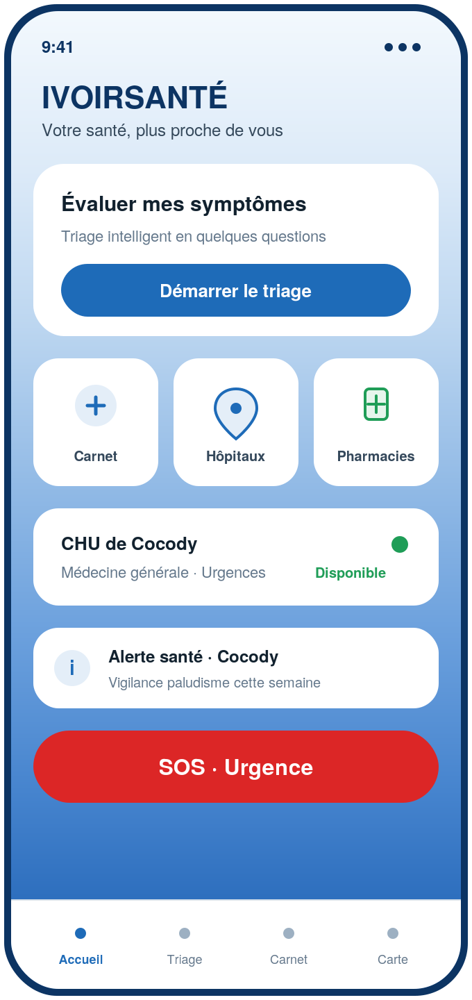 9:41
IVOIRSANTÉ
Votre santé, plus proche de vous
Évaluer mes symptômes
Triage intelligent en quelques questions
Démarrer le triage
Carnet
Hôpitaux
Pharmacies
CHU de Cocody
Médecine générale · Urgences
Disponible
i
Alerte santé · Cocody
Vigilance paludisme cette semaine
SOS · Urgence
Accueil
Triage
Carnet
Carte